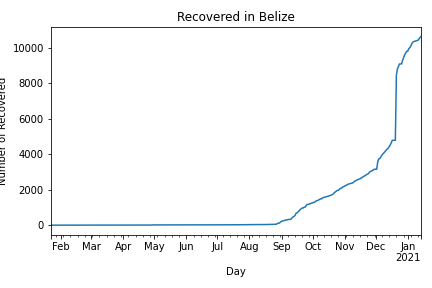 Recovered in Belize
Number of Recovered
10000
8000
6000
4000
2000
0
Feb Mar Apr May Jun Jul Aug Sep Oct Nov Dec Jan
2021
Day